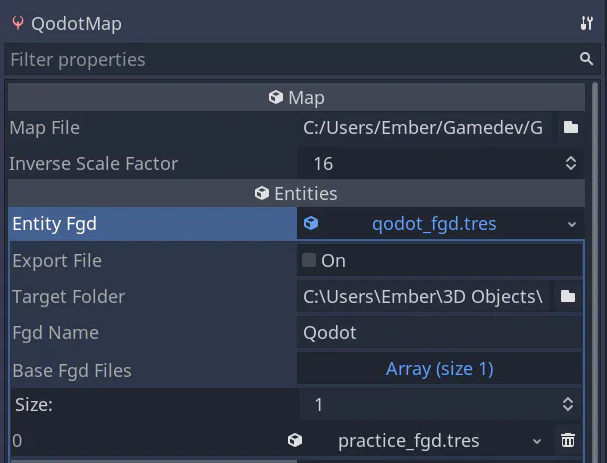 QodotMap
Filter properties
Map
Map File C:/Users/Ember/Gamedev/G
Inverse Scale Factor 16
Entities
Entity Fgd qodot_fgd.tres
Export File On
Target Folder C:\Users\Ember\3D Objects\
Fgd Name Qodot
Base Fgd Files Array (size 1)
Size: 1
0 practice_fgd.tres